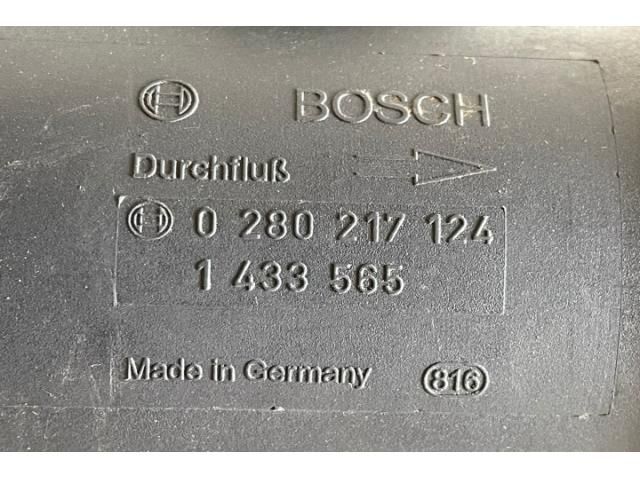 BOSCH
Durchfluß
0 280 217 124
1 433 565
Made in Germany 816